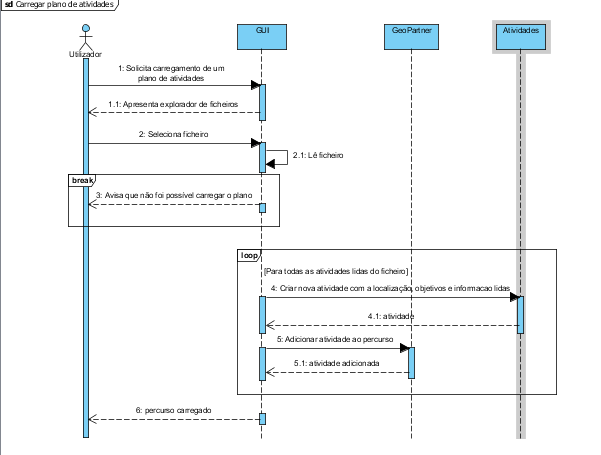 sd Carregar plano de atividades
Utilizador
GUI
GeoPartner
Atividades
1: Solicita carregamento de um
plano de atividades
1.1: Apresenta explorador de ficheiros
2: Seleciona ficheiro
2.1: Lê ficheiro
break
3: Avisa que não foi possível carregar o plano
loop
[Para todas as atividades lidas do ficheiro]
4: Criar nova atividade com a localização, objetivos e informacao lidas
4.1: atividade
5: Adicionar atividade ao percurso
5.1: atividade adicionada
6: percurso carregado